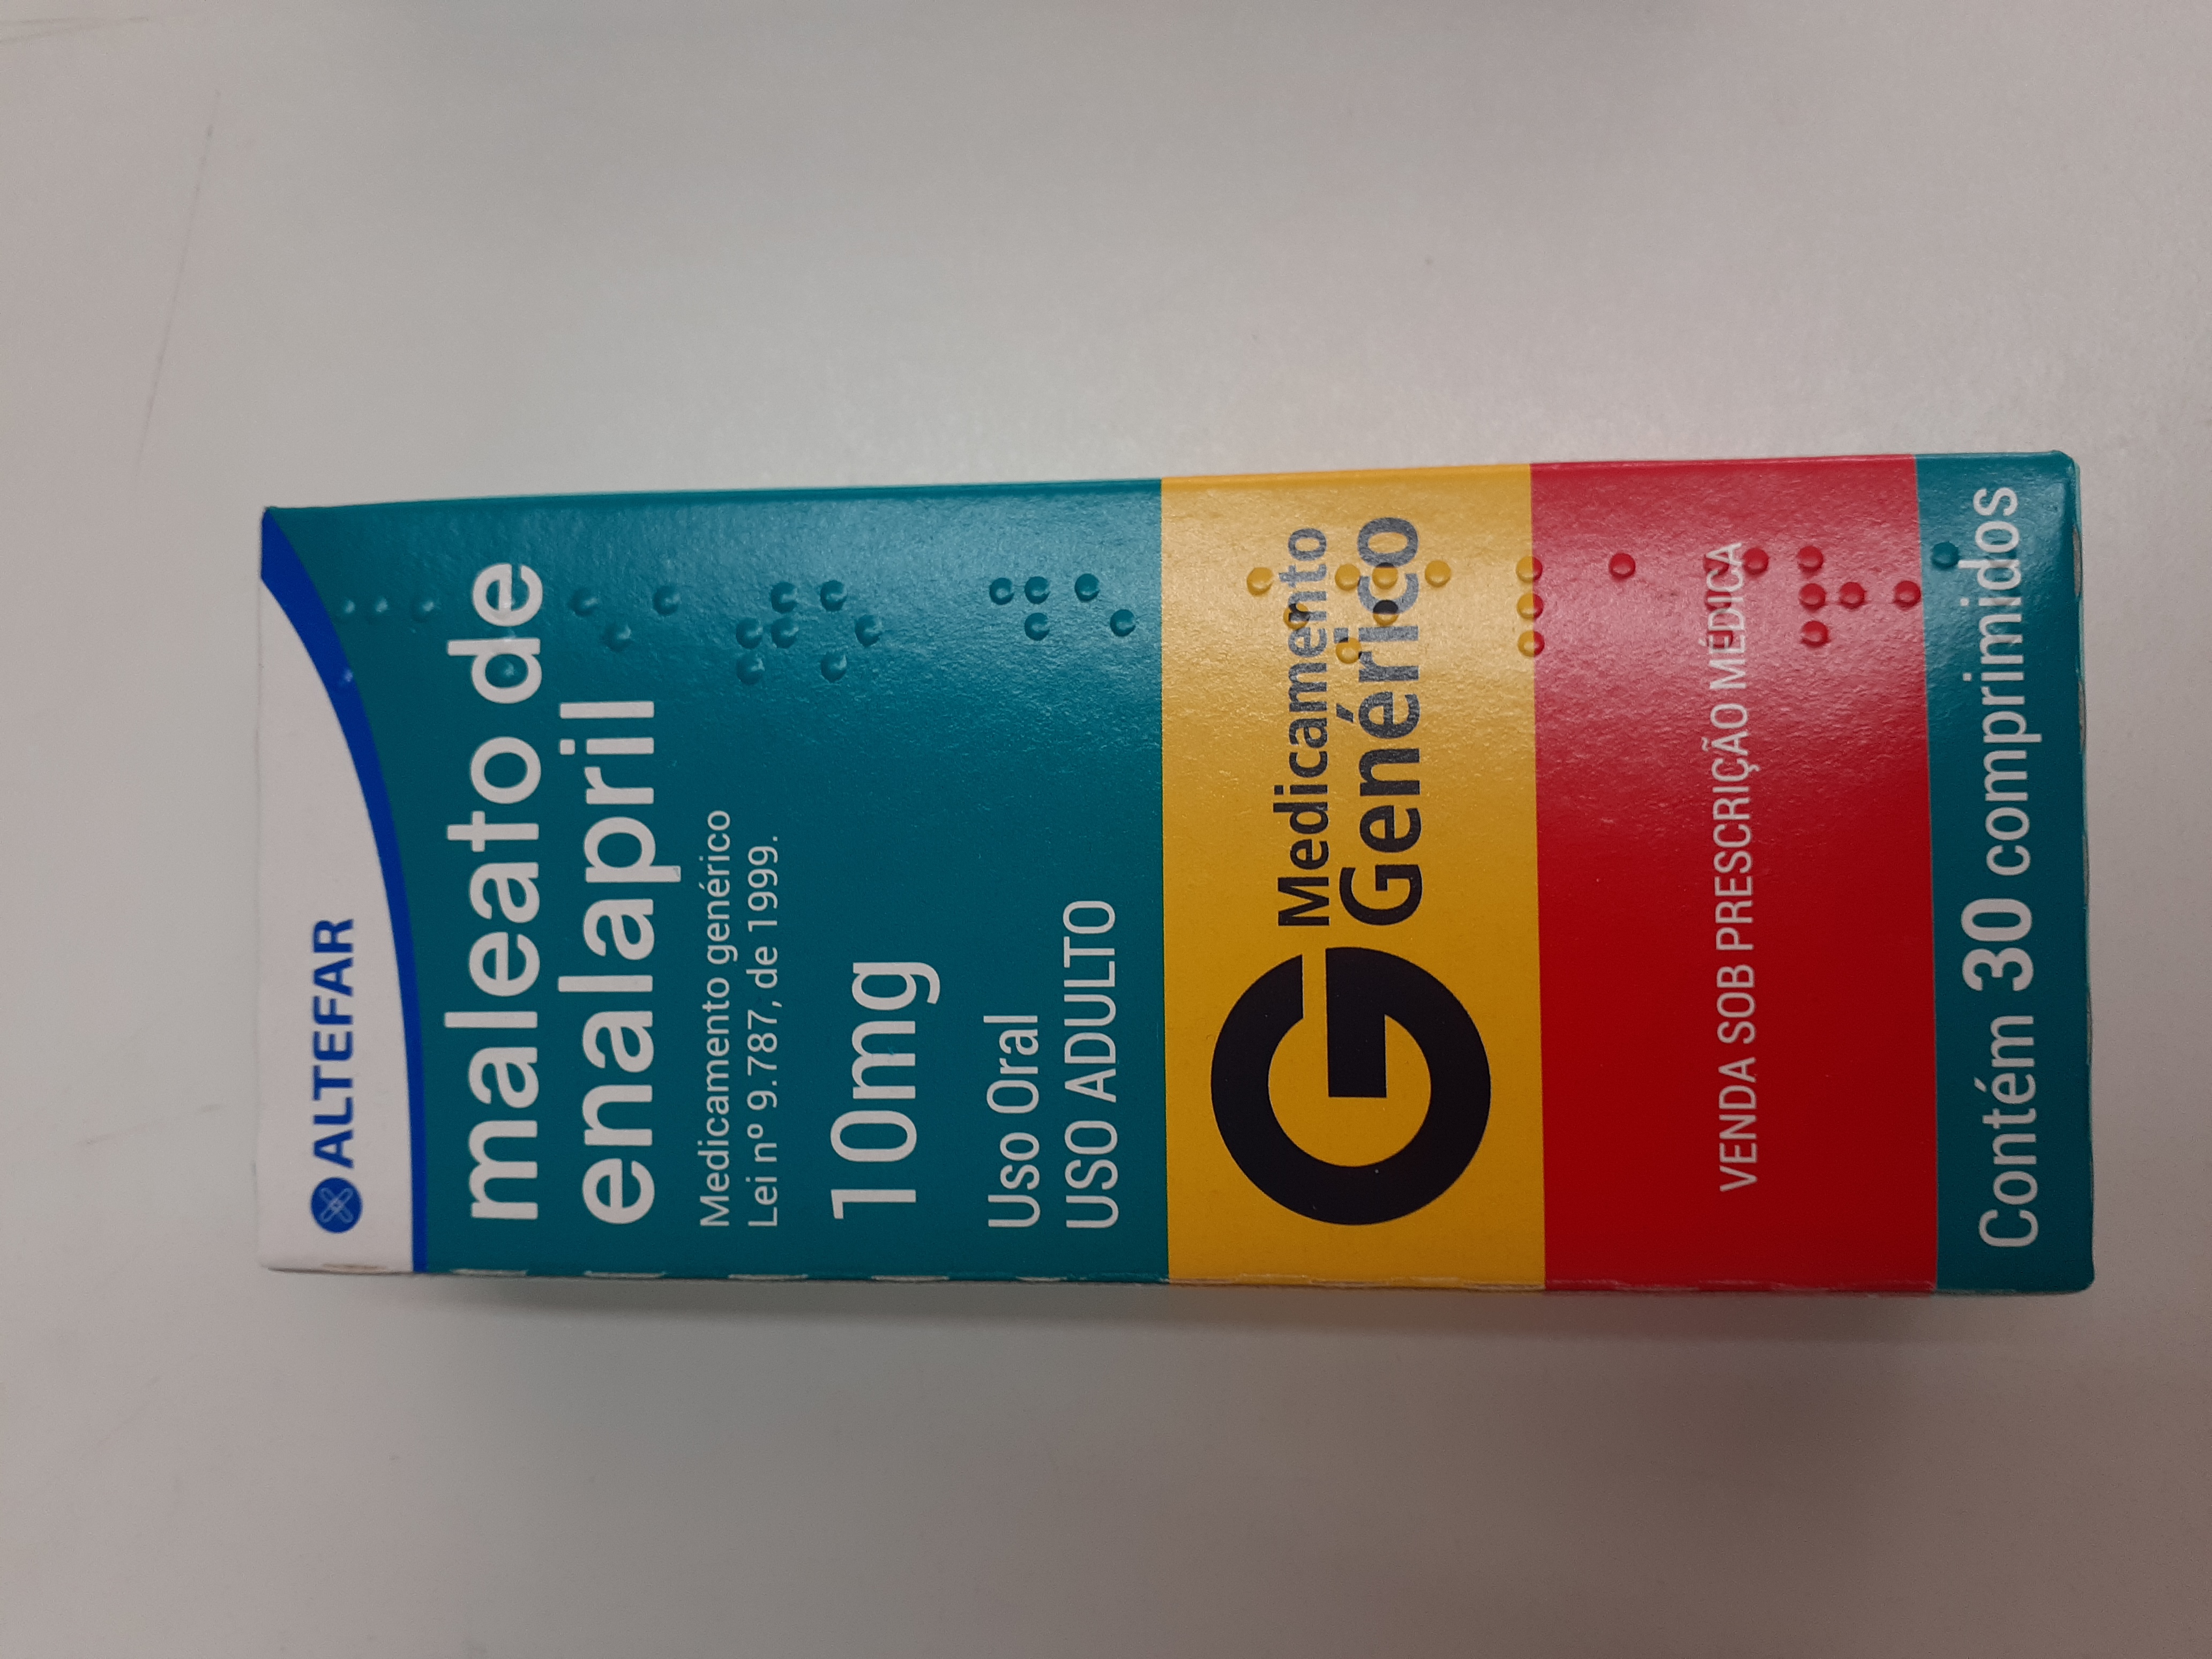 ALTEFAR
maleato de
enalapril
Medicamento genérico
Lei nº 9.787, de 1999.
10mg
Uso Oral
USO ADULTO
G
Medicamento
Genérico
VENDA SOB PRESCRIÇÃO MÉDICA
Contém 30 comprimidos